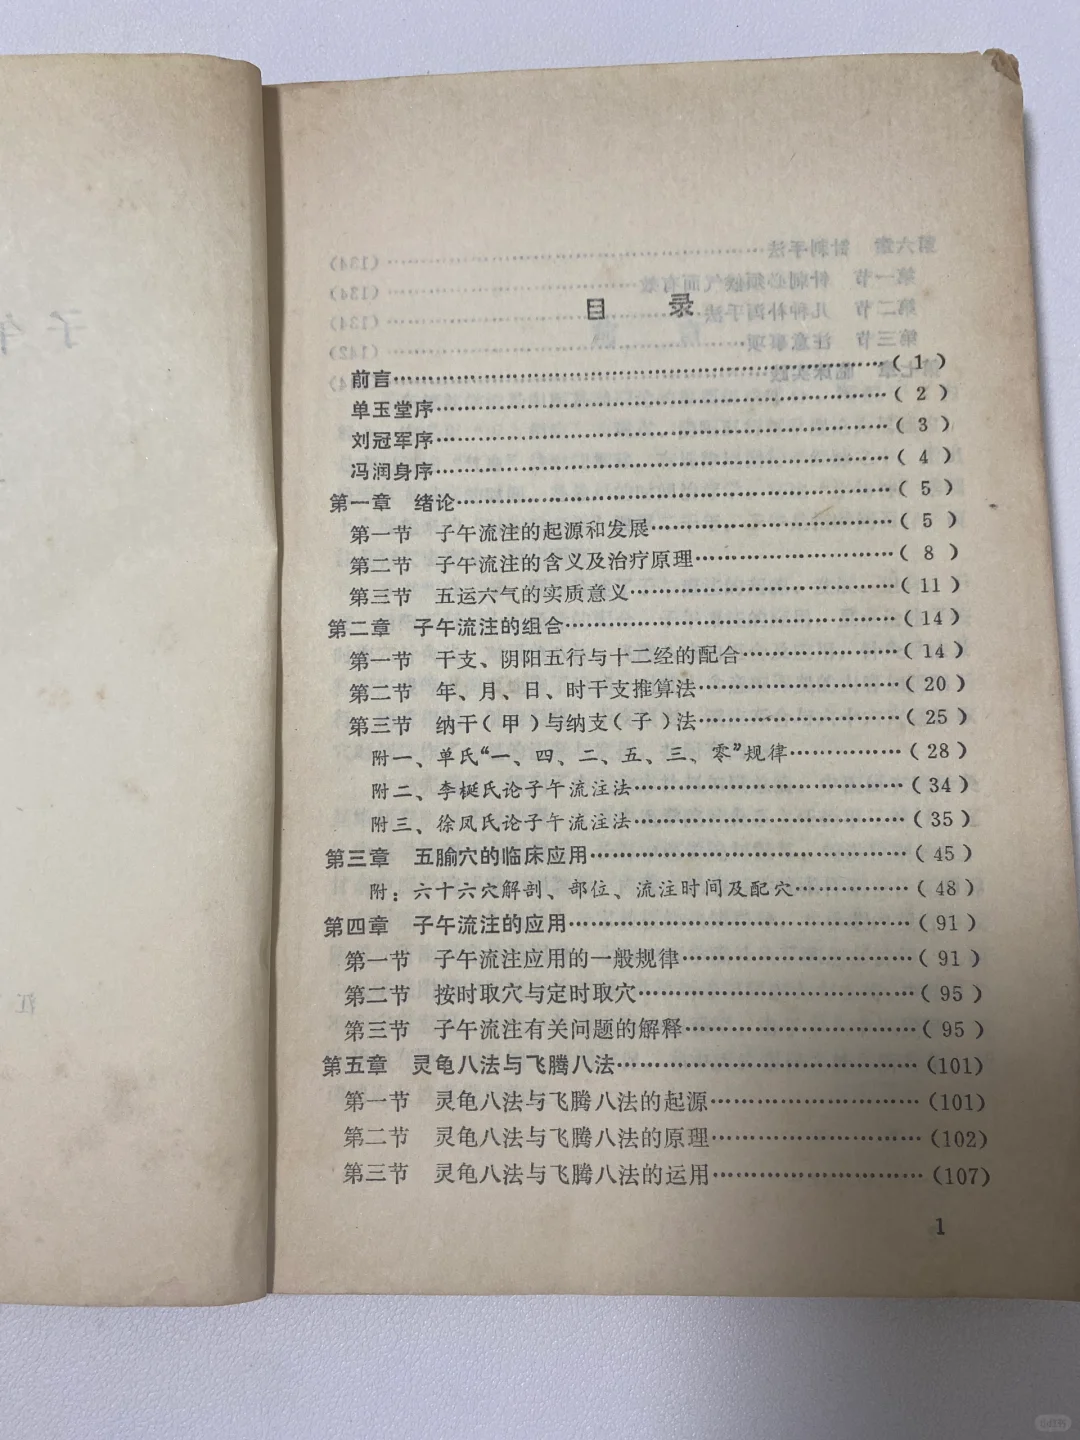 目 录
前言……(1)
单玉堂序……(2)
刘冠军序……(3)
冯润身序……(4)
第一章 绪论……(5)
第一节 子午流注的起源和发展……(5)
第二节 子午流注的含义及治疗原理……(8)
第三节 五运六气的实质意义……(11)
第二章 子午流注的组合……(14)
第一节 干支、阴阳五行与十二经的配合……(14)
第二节 年、月、日、时干支推算法……(20)
第三节 纳干(甲)与纳支(子)法……(25)
附一、单氏“一、四、二、五、三、零”规律……(28)
附二、李梴氏论子午流注法……(34)
附三、徐凤氏论子午流注法……(35)
第三章 五腧穴的临床应用……(45)
附:六十六穴解剖、部位、流注时间及配穴……(48)
第四章 子午流注的应用……(91)
第一节 子午流注应用的一般规律……(91)
第二节 按时取穴与定时取穴……(95)
第三节 子午流注有关问题的解释……(95)
第五章 灵龟八法与飞腾八法……(101)
第一节 灵龟八法与飞腾八法的起源……(101)
第二节 灵龟八法与飞腾八法的原理……(102)
第三节 灵龟八法与飞腾八法的运用……(107)
1